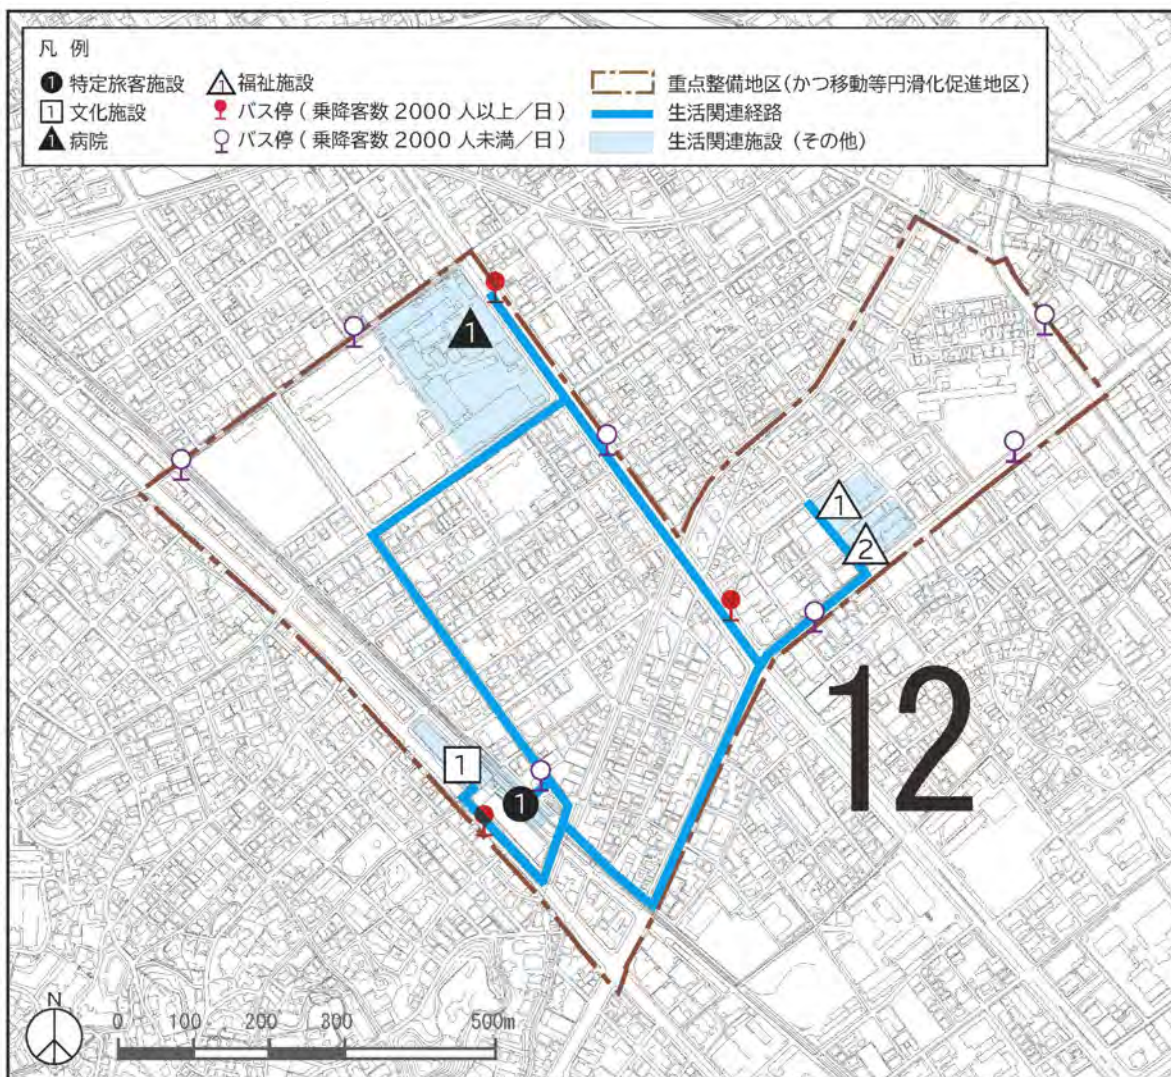 凡 例
1 特定旅客施設
1 福祉施設
重点整備地区(かつ移動等円滑化促進地区)
1 文化施設
バス停 ( 乗降客数 2000 人以上/日 )
生活関連経路
1 病院
バス停 ( 乗降客数 2000 人未満/日 )
生活関連施設 (その他)
1
1
2
12
1
1
N
0 100 200 300 500m